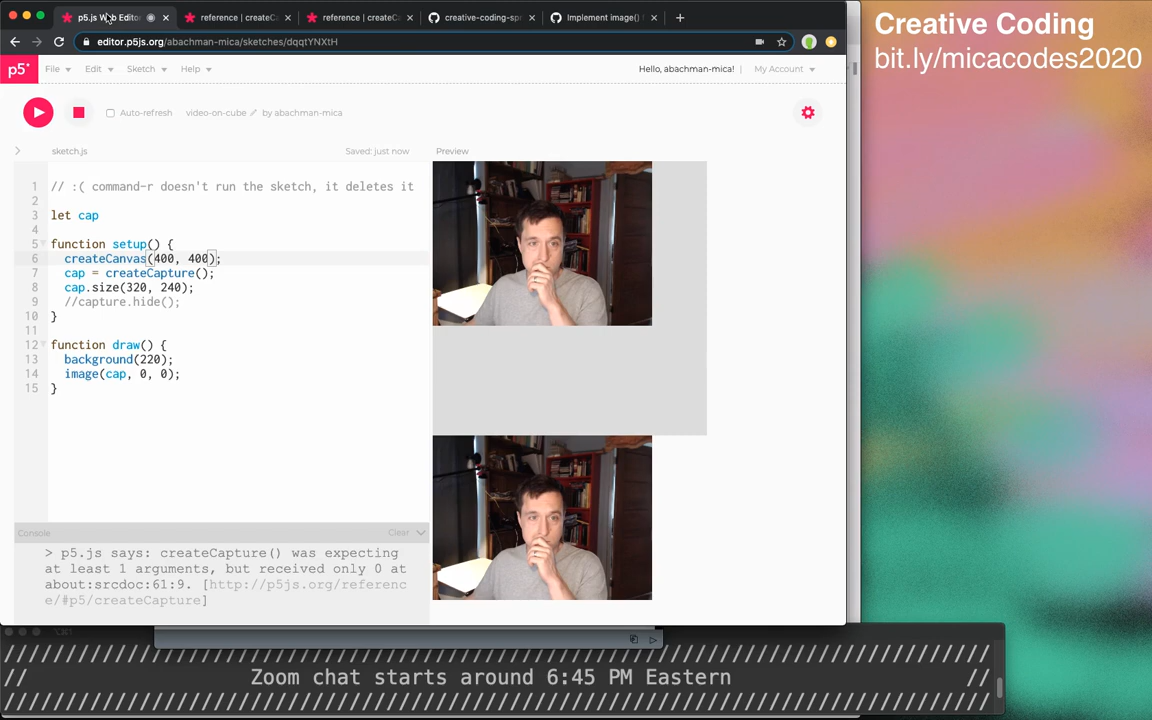 p5.js Web Editor
reference | createCa
reference | createCa
creative-coding-spr
Implement image()
Creative Coding
bit.ly/micacodes2020
editor.p5js.org/abachman-mica/sketches/dqqtYNXtH
p5*
File
Edit
Sketch
Help
Hello, abachman-mica!
My Account
Auto-refresh
video-on-cube
by abachman-mica
sketch.js
Saved: just now
Preview
1 // :( command-r doesn't run the sketch, it deletes it
2
3 let cap
4
5 function setup() {
6 createCanvas(400, 400);
7 cap = createCapture();
8 cap.size(320, 240);
9 //capture.hide();
10 }
11
12 function draw() {
13 background(220);
14 image(cap, 0, 0);
15 }
Console
Clear
> p5.js says: createCapture() was expecting
at least 1 arguments, but received only 0 at
about:srcdoc:61:9. [http://p5js.org/referenc
e/#p5/createCapture]
////////////////////////////////////////////////////////////////////////
// Zoom chat starts around 6:45 PM Eastern //
////////////////////////////////////////////////////////////////////////